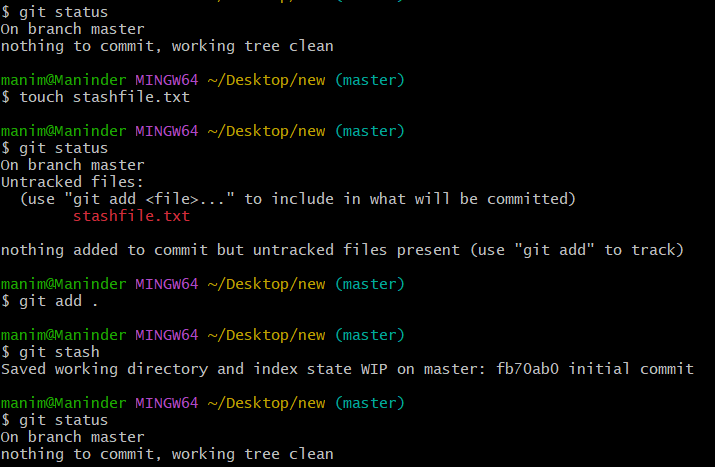 $ git status
On branch master
nothing to commit, working tree clean
manim@Maninder MINGW64 ~/Desktop/new (master)
$ touch stashfile.txt
manim@Maninder MINGW64 ~/Desktop/new (master)
$ git status
On branch master
Untracked files:
  (use "git add <file>..." to include in what will be committed)
        stashfile.txt
nothing added to commit but untracked files present (use "git add" to track)
manim@Maninder MINGW64 ~/Desktop/new (master)
$ git add .
manim@Maninder MINGW64 ~/Desktop/new (master)
$ git stash
Saved working directory and index state WIP on master: fb70ab0 initial commit
manim@Maninder MINGW64 ~/Desktop/new (master)
$ git status
On branch master
nothing to commit, working tree clean